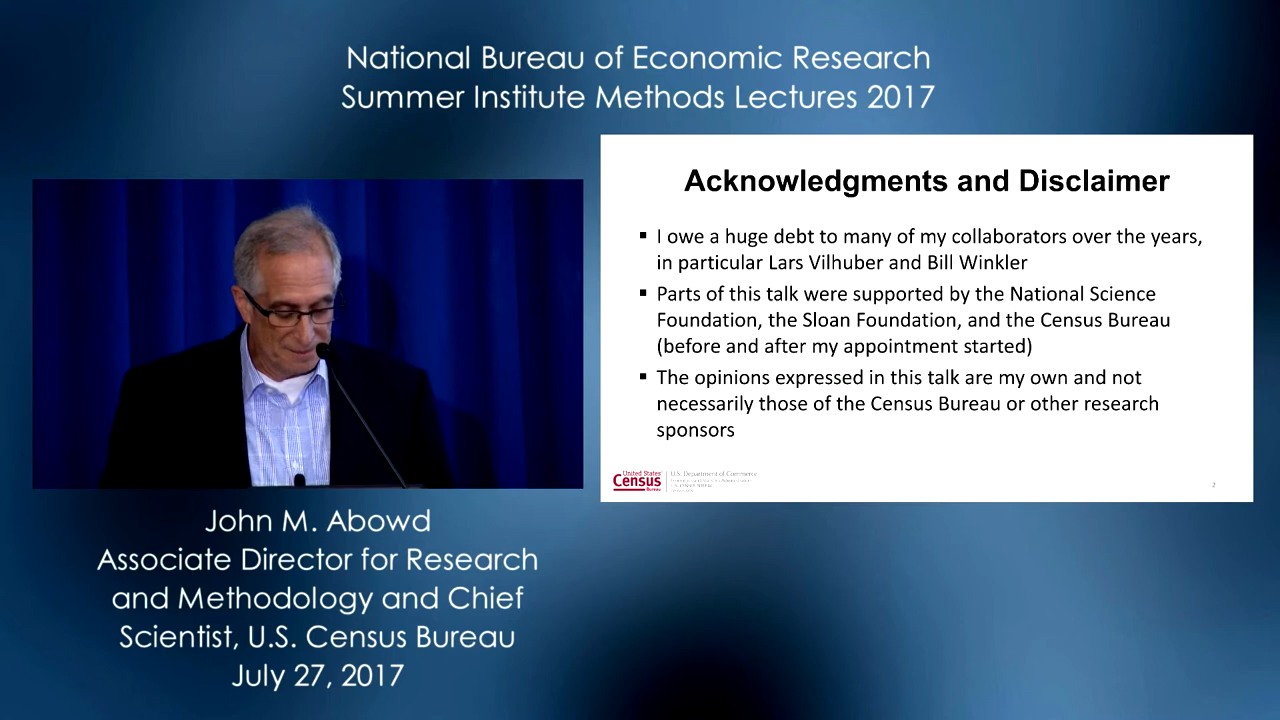 National Bureau of Economic Research
Summer Institute Methods Lectures 2017
Acknowledgments and Disclaimer
▪ I owe a huge debt to many of my collaborators over the years,
in particular Lars Vilhuber and Bill Winkler
▪ Parts of this talk were supported by the National Science
Foundation, the Sloan Foundation, and the Census Bureau
(before and after my appointment started)
▪ The opinions expressed in this talk are my own and not
necessarily those of the Census Bureau or other research
sponsors
United States
Census
Bureau
U.S. Department of Commerce
2
John M. Abowd
Associate Director for Research
and Methodology and Chief
Scientist, U.S. Census Bureau
July 27, 2017